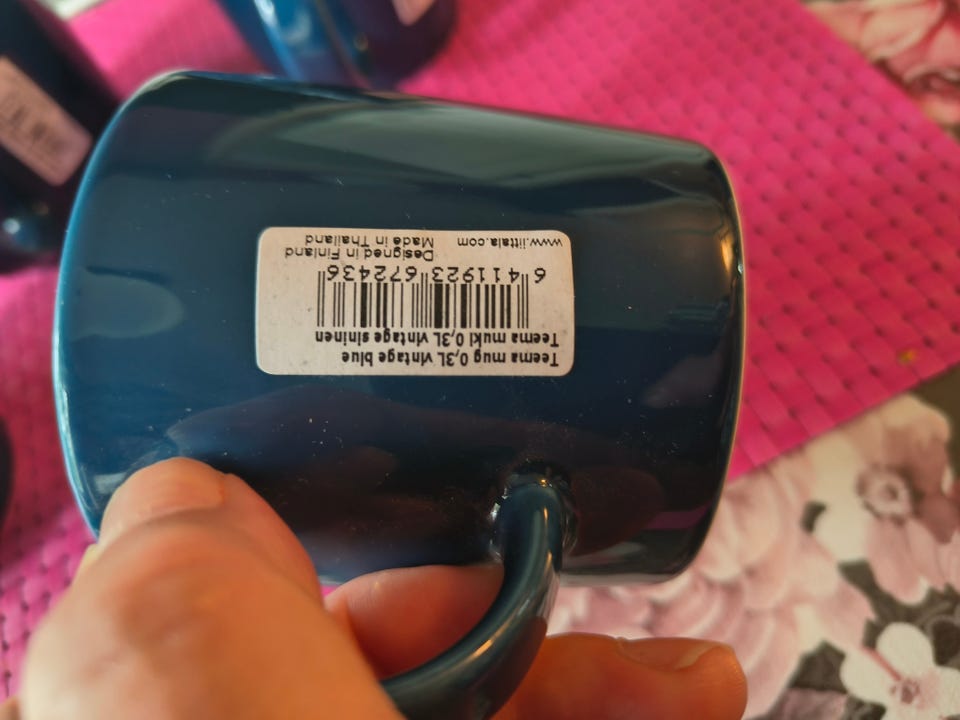 Teema mug 0,3L vintage blue
Teema muki 0,3L vintage sininen
6 411923 672436
Designed in Finland
Made in Thailand www.iittala.com